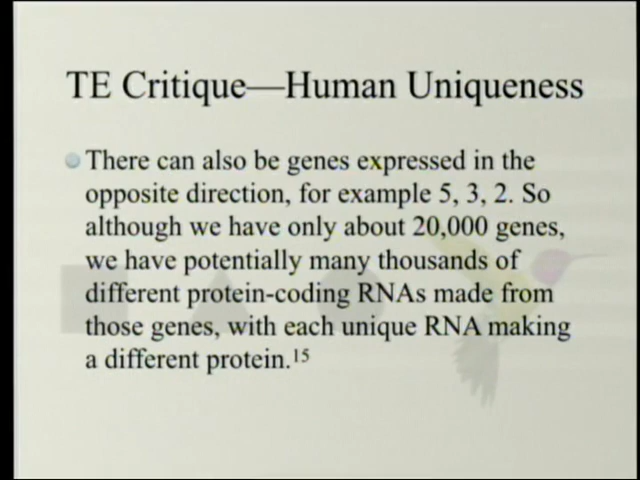 TE Critique—Human Uniqueness
There can also be genes expressed in the
opposite direction, for example 5, 3, 2. So
although we have only about 20,000 genes,
we have potentially many thousands of
different protein-coding RNAs made from
those genes, with each unique RNA making
a different protein.¹⁵